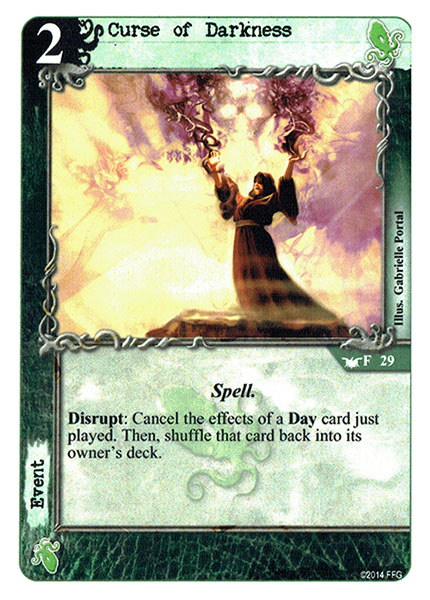 2
Curse of Darkness
Illus. Gabrielle Portal
F 29
Spell.
Disrupt: Cancel the effects of a Day card just
played. Then, shuffle that card back into its
owner's deck.
Event
©2014 FFG